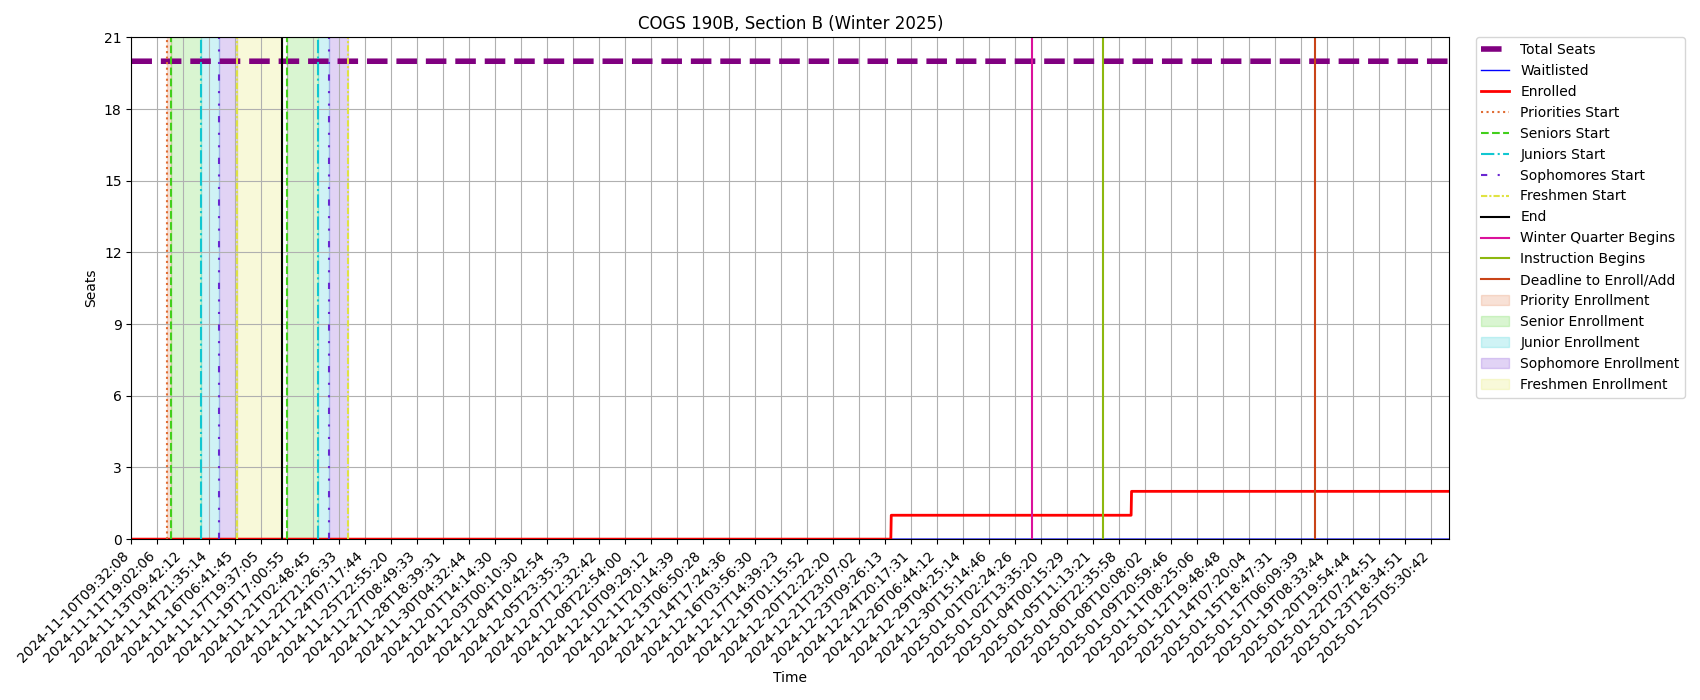 COGS 190B, Section B (Winter 2025)
Seats
21
18
15
12
9
6
3
0
2024-11-10T09:32:08
2024-11-11T19:02:06
2024-11-13T09:42:12
2024-11-14T21:35:14
2024-11-16T06:41:45
2024-11-17T19:37:05
2024-11-19T17:00:55
2024-11-21T02:48:45
2024-11-22T21:26:33
2024-11-24T07:17:44
2024-11-25T22:55:20
2024-11-27T08:49:33
2024-11-28T18:39:31
2024-11-30T04:32:44
2024-12-01T14:14:30
2024-12-03T00:10:30
2024-12-04T10:42:54
2024-12-05T23:35:33
2024-12-07T12:32:42
2024-12-08T22:54:00
2024-12-10T09:29:12
2024-12-11T20:14:39
2024-12-13T06:50:28
2024-12-14T17:24:36
2024-12-16T03:56:30
2024-12-17T14:39:23
2024-12-19T01:15:52
2024-12-20T12:22:20
2024-12-21T23:07:02
2024-12-23T09:26:13
2024-12-24T20:17:31
2024-12-26T06:44:12
2024-12-29T04:25:14
2024-12-30T15:14:46
2025-01-01T02:24:26
2025-01-02T13:35:20
2025-01-04T00:15:29
2025-01-05T11:13:21
2025-01-06T22:35:58
2025-01-08T10:08:02
2025-01-09T20:59:46
2025-01-11T08:25:06
2025-01-12T19:48:48
2025-01-14T07:20:04
2025-01-15T18:47:31
2025-01-17T06:09:39
2025-01-19T08:33:44
2025-01-20T19:54:44
2025-01-22T07:24:51
2025-01-23T18:34:51
2025-01-25T05:30:42
Time
Total Seats
Waitlisted
Enrolled
Priorities Start
Seniors Start
Juniors Start
Sophomores Start
Freshmen Start
End
Winter Quarter Begins
Instruction Begins
Deadline to Enroll/Add
Priority Enrollment
Senior Enrollment
Junior Enrollment
Sophomore Enrollment
Freshmen Enrollment